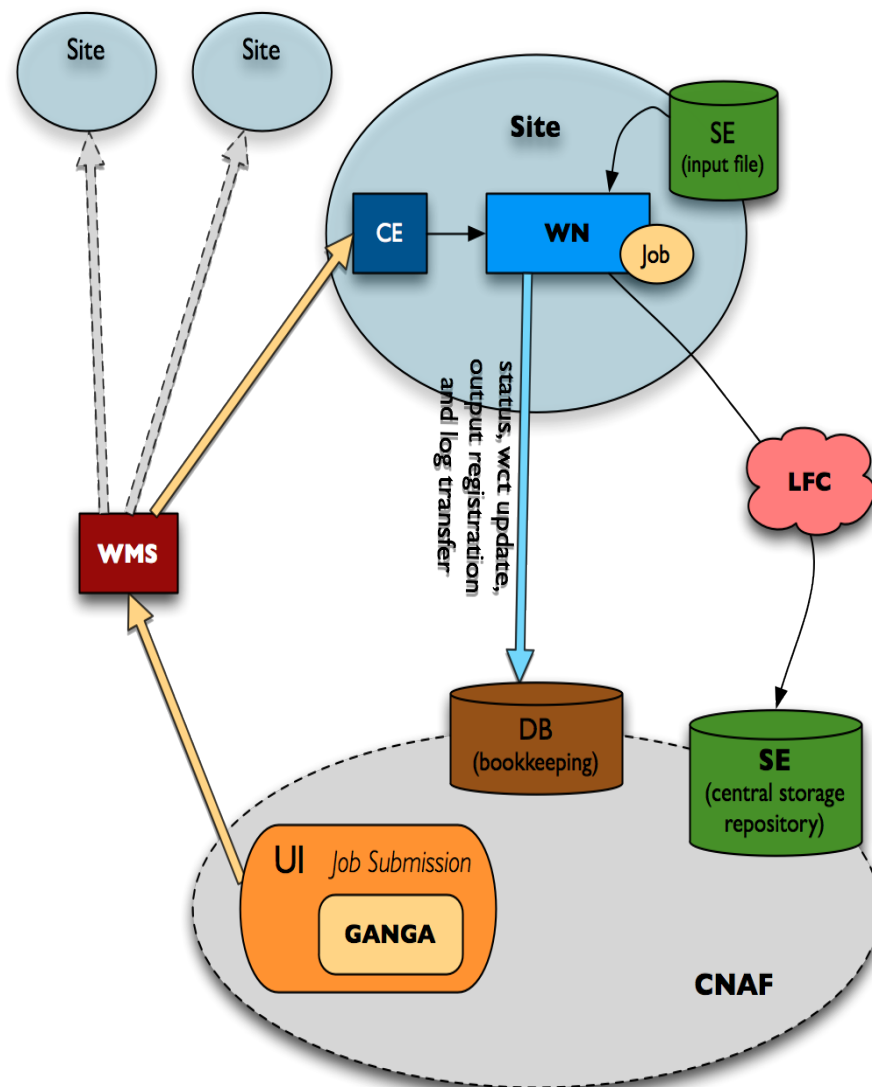 Site
Site
Site
SE
(input file)
CE
WN
Job
status, wct update,
output registration
and log transfer
LFC
WMS
DB
(bookkeeping)
SE
(central storage
repository)
UI Job Submission
GANGA
CNAF